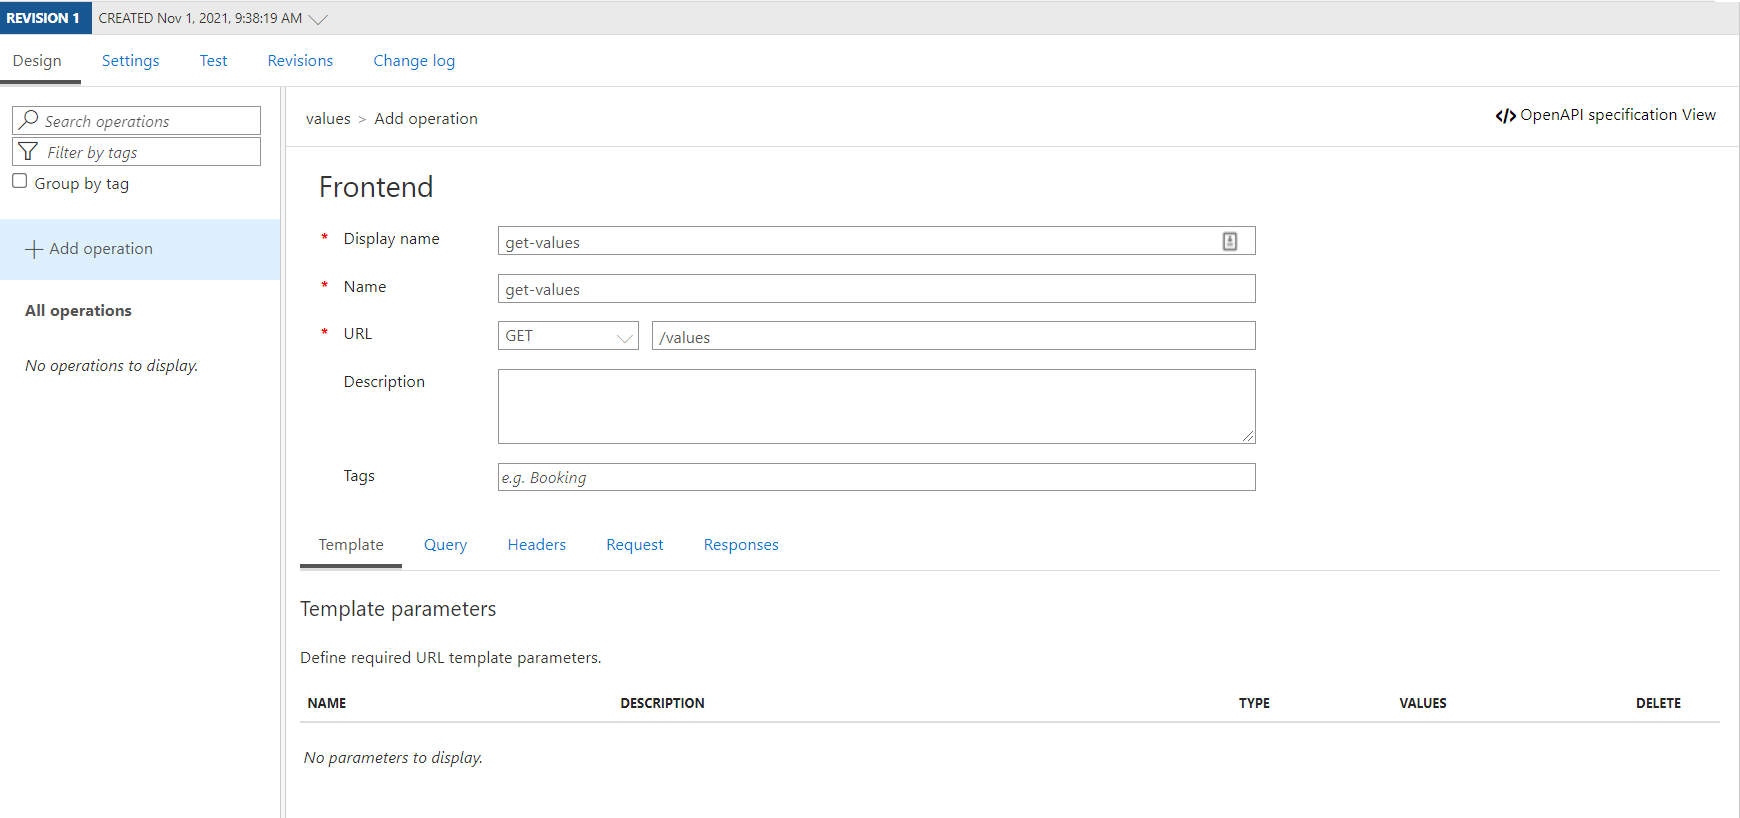 REVISION 1 CREATED Nov 1, 2021, 9:38:19 AM
Design Settings Test Revisions Change log
Search operations
Filter by tags
Group by tag
Add operation
All operations
No operations to display.
values > Add operation
</> OpenAPI specification View
Frontend
* Display name get-values
* Name get-values
* URL GET /values
Description
Tags e.g. Booking
Template Query Headers Request Responses
Template parameters
Define required URL template parameters.
NAME DESCRIPTION TYPE VALUES DELETE
No parameters to display.